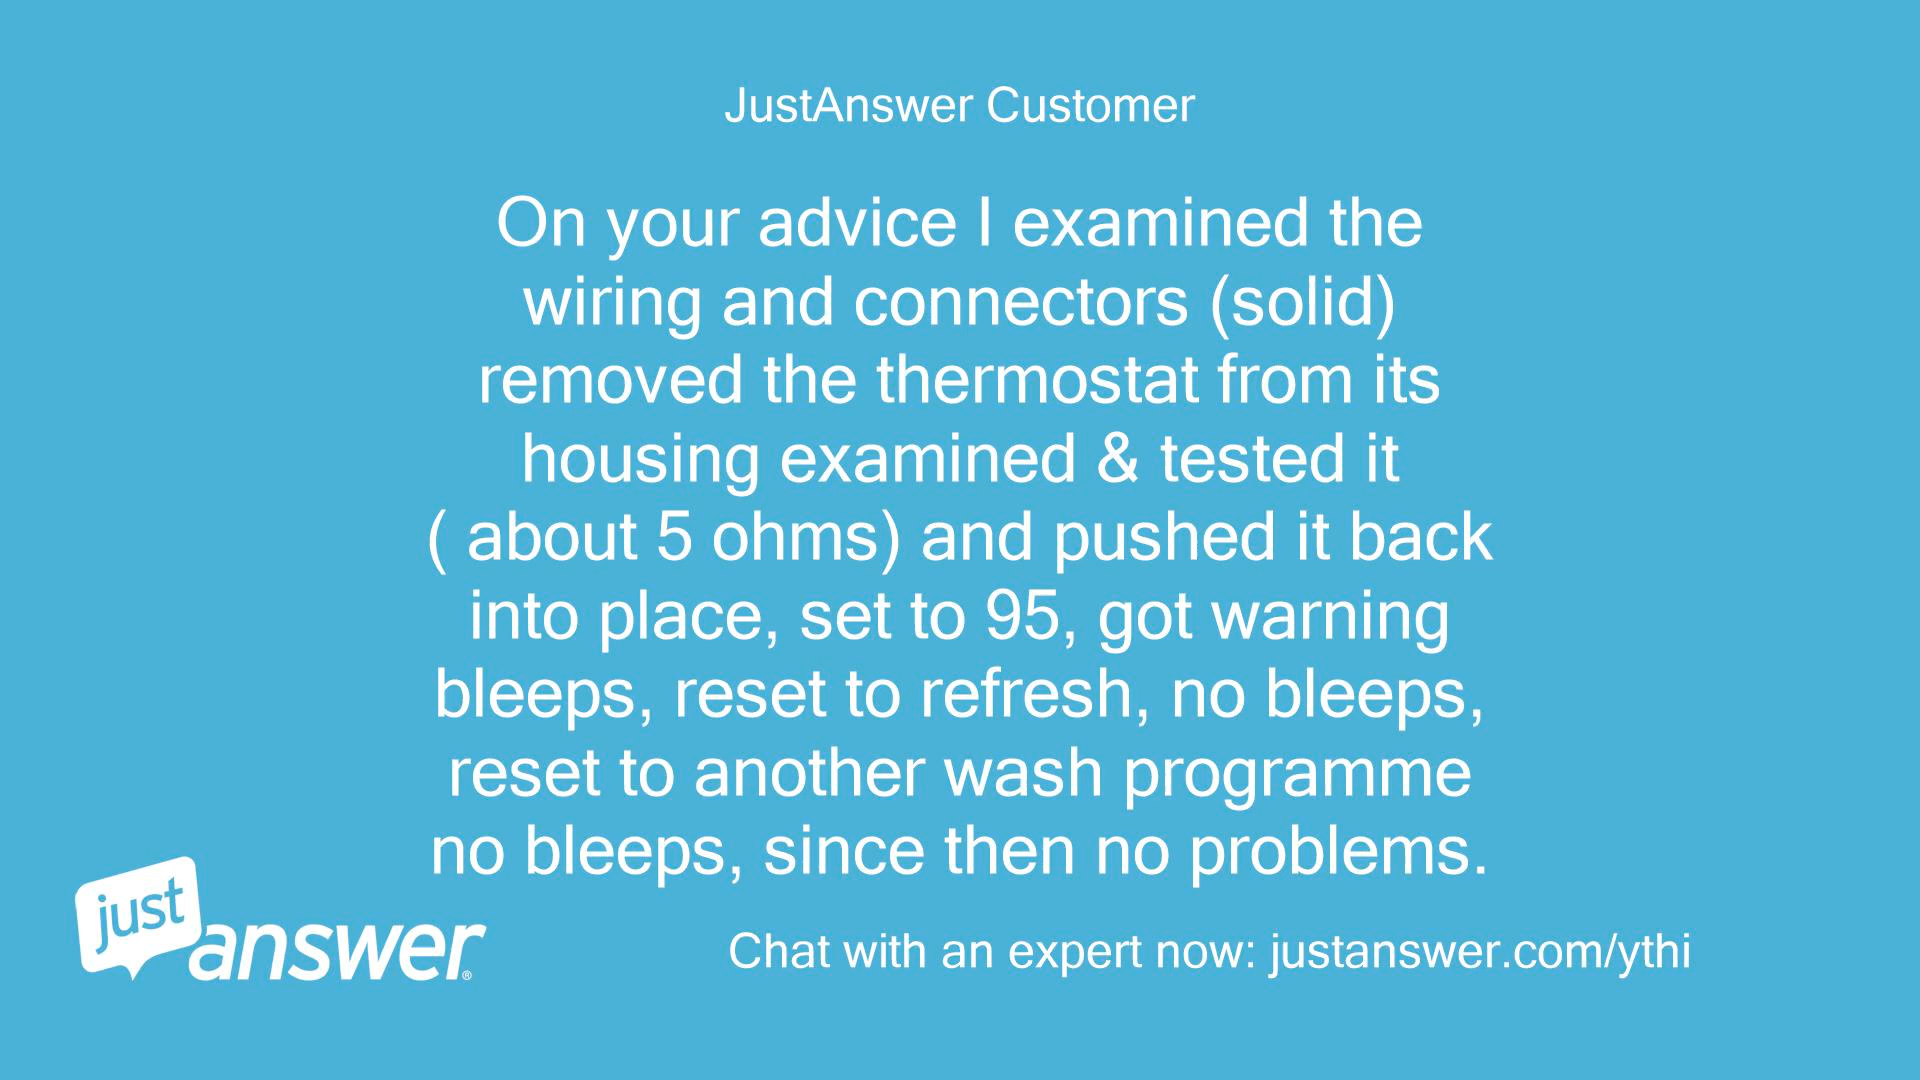 JustAnswer Customer
On your advice I examined the
wiring and connectors (solid)
removed the thermostat from its
housing examined & tested it
( about 5 ohms) and pushed it back
into place, set to 95, got warning
bleeps, reset to refresh, no bleeps,
reset to another wash programme
no bleeps, since then no problems.
just
answer®
Chat with an expert now: justanswer.com/ythi